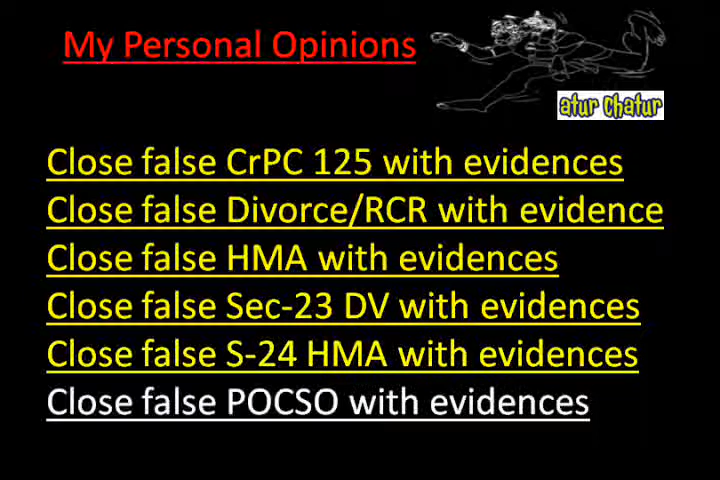 My Personal Opinions
atur Chatur
Close false CrPC 125 with evidences
Close false Divorce/RCR with evidence
Close false HMA with evidences
Close false Sec-23 DV with evidences
Close false S-24 HMA with evidences
Close false POCSO with evidences